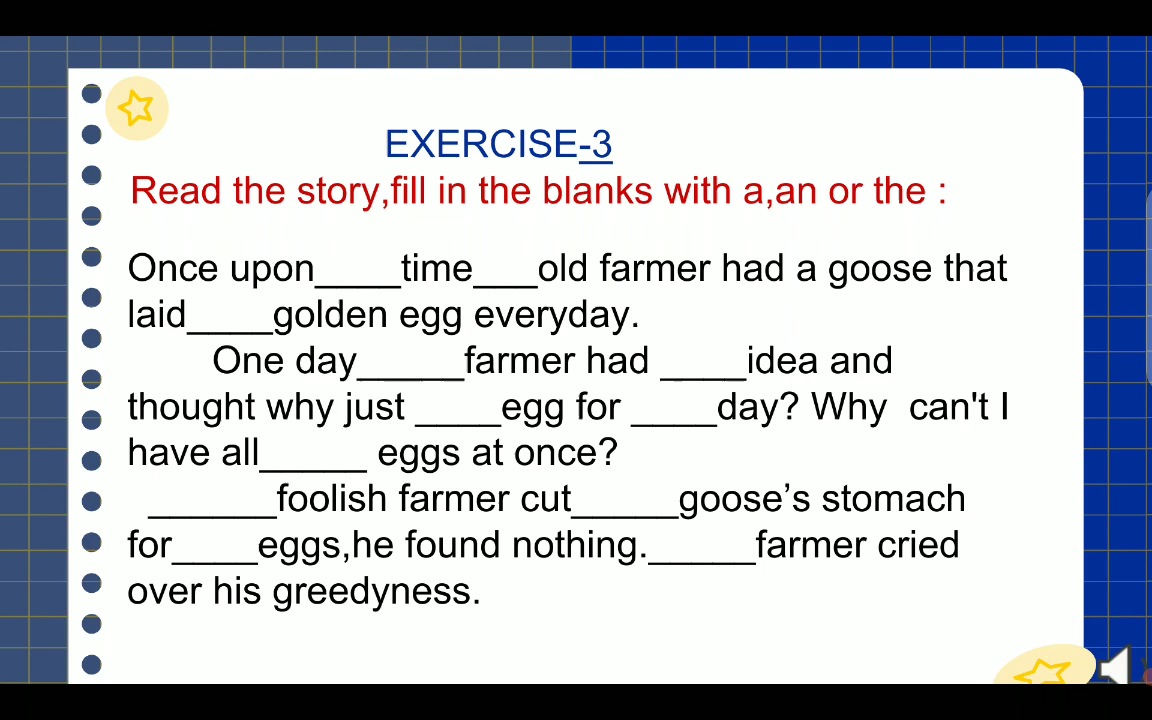 EXERCISE-3
Read the story,fill in the blanks with a,an or the :
Once upon____time___old farmer had a goose that
laid____golden egg everyday.
One day_____farmer had ____idea and
thought why just ____egg for ____day? Why can't I
have all_____ eggs at once?
______foolish farmer cut_____goose’s stomach
for____eggs,he found nothing._____farmer cried
over his greedyness.